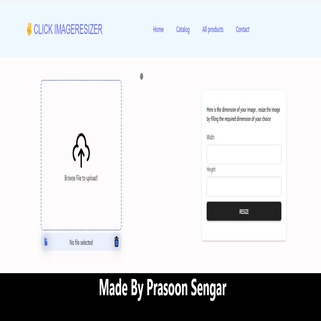 CLICK IMAGERESIZER
Home Catalog All products Contact
Here is the dimension of your image , resize the image
by filling the required dimension of your choice
Width
Height
RESIZE
Browse File to upload!
No file selected
Made By Prasoon Sengar